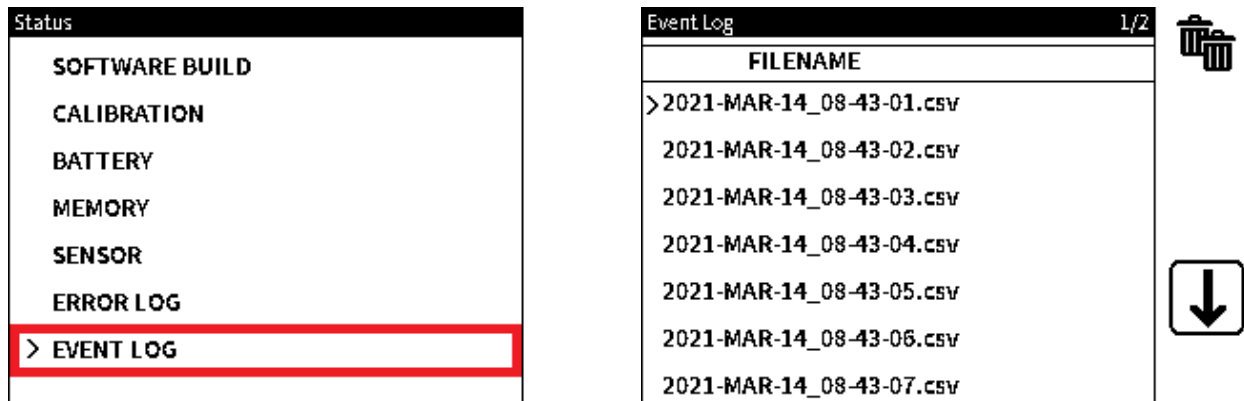 Status
SOFTWARE BUILD
CALIBRATION
BATTERY
MEMORY
SENSOR
ERROR LOG
> EVENT LOG
Event Log 1/2
FILENAME
>2021-MAR-14_08-43-01.csv
2021-MAR-14_08-43-02.csv
2021-MAR-14_08-43-03.csv
2021-MAR-14_08-43-04.csv
2021-MAR-14_08-43-05.csv
2021-MAR-14_08-43-06.csv
2021-MAR-14_08-43-07.csv